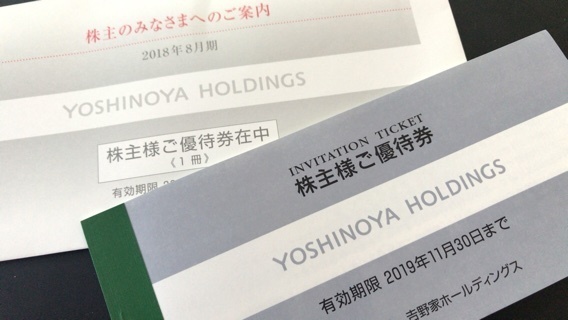 株主のみなさまへのご案内
2018年8月期
YOSHINOYA HOLDINGS
株主様ご優待券在中
《1冊》
有効期限
INVITATION TICKET
株主様ご優待券
YOSHINOYA HOLDINGS
有効期限 2019年11月30日まで
吉野家ホールディングス